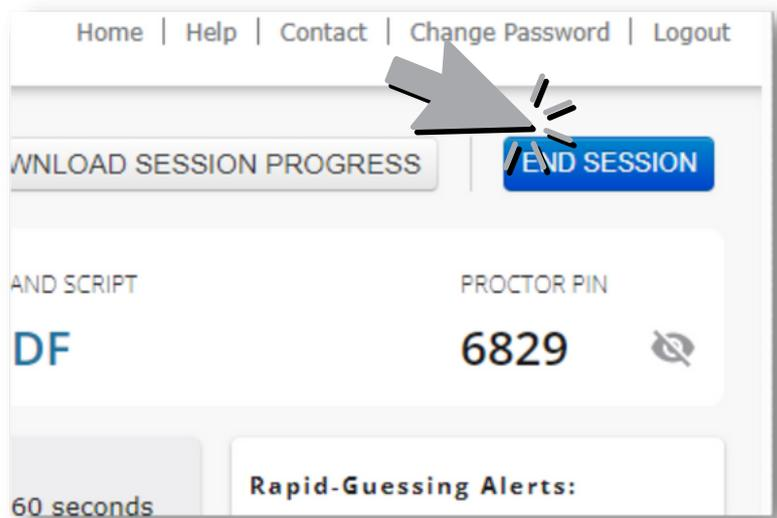 Home | Help | Contact | Change Password | Logout
WNLOAD SESSION PROGRESS
END SESSION
AND SCRIPT
PROCTOR PIN
DF
6829
60 seconds
Rapid-Guessing Alerts: